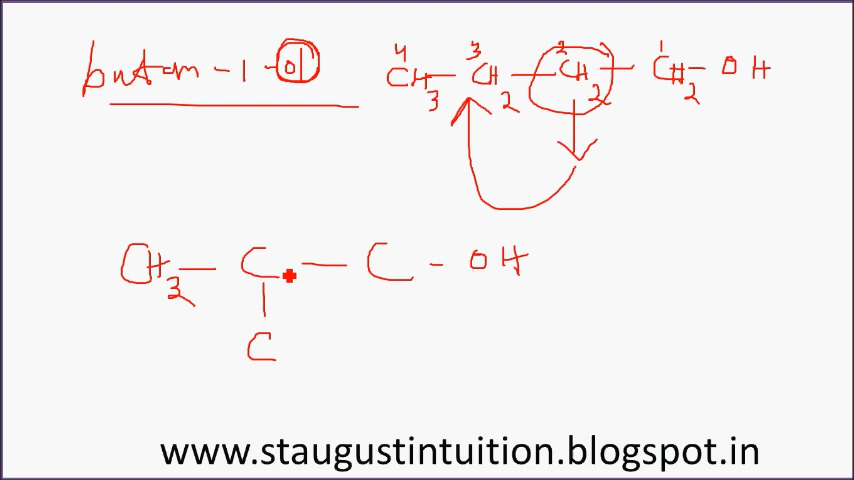 butan-1-ol
4 3 2 1
CH3 - CH2 - CH2 - CH2 - OH
CH3 - C - C - OH
C
www.staugustintuition.blogspot.in